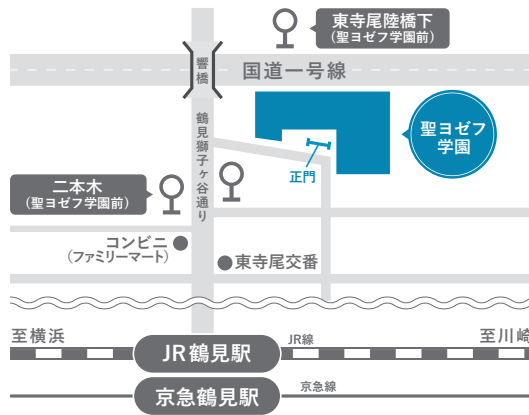 東寺尾陸橋下
(聖ヨゼフ学園前)
響橋
国道一号線
聖ヨゼフ
学園
正門
鶴見獅子ヶ谷通り
二本木
(聖ヨゼフ学園前)
コンビニ
(ファミリーマート)
東寺尾交番
至横浜
JR線
至川崎
JR鶴見駅
京急線
京急鶴見駅